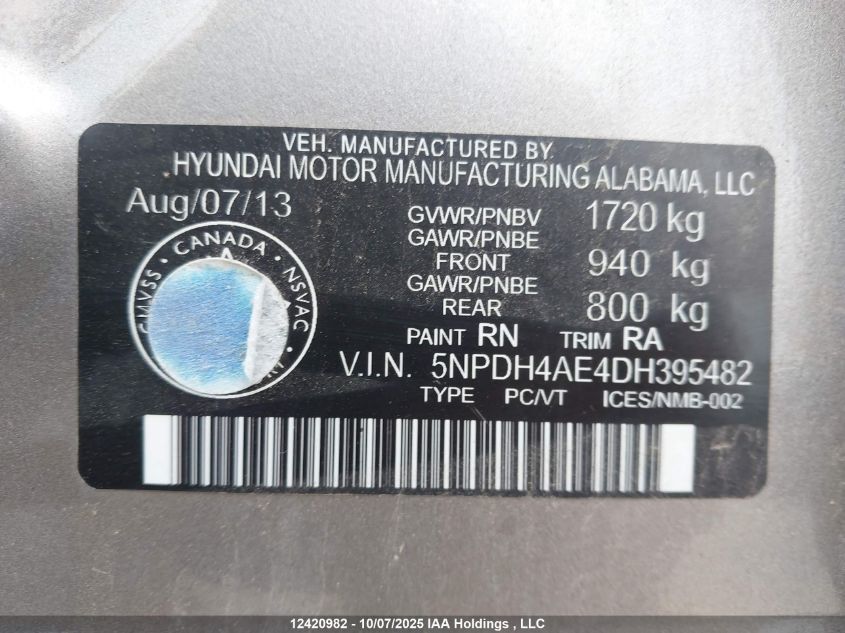 VEH. MANUFACTURED BY
HYUNDAI MOTOR MANUFACTURING ALABAMA, LLC
Aug/07/13
GVWR/PNBV 1720 kg
GAWR/PNBE
FRONT 940 kg
GAWR/PNBE
REAR 800 kg
CANADA
CMVSS • NSVAC
PAINT RN TRIM RA
V.I.N. 5NPDH4AE4DH395482
TYPE PC/VT ICES/NMB-002
12420982 - 10/07/2025 IAA Holdings , LLC